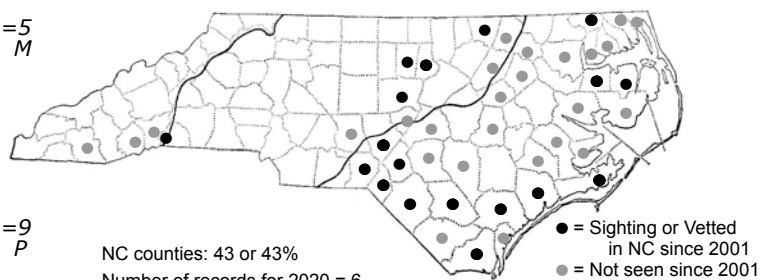 =5
M
=9
P
NC counties: 43 or 43%
Number of records for 2020 = 6
● = Sighting or Vetted
in NC since 2001
● = Not seen since 2001